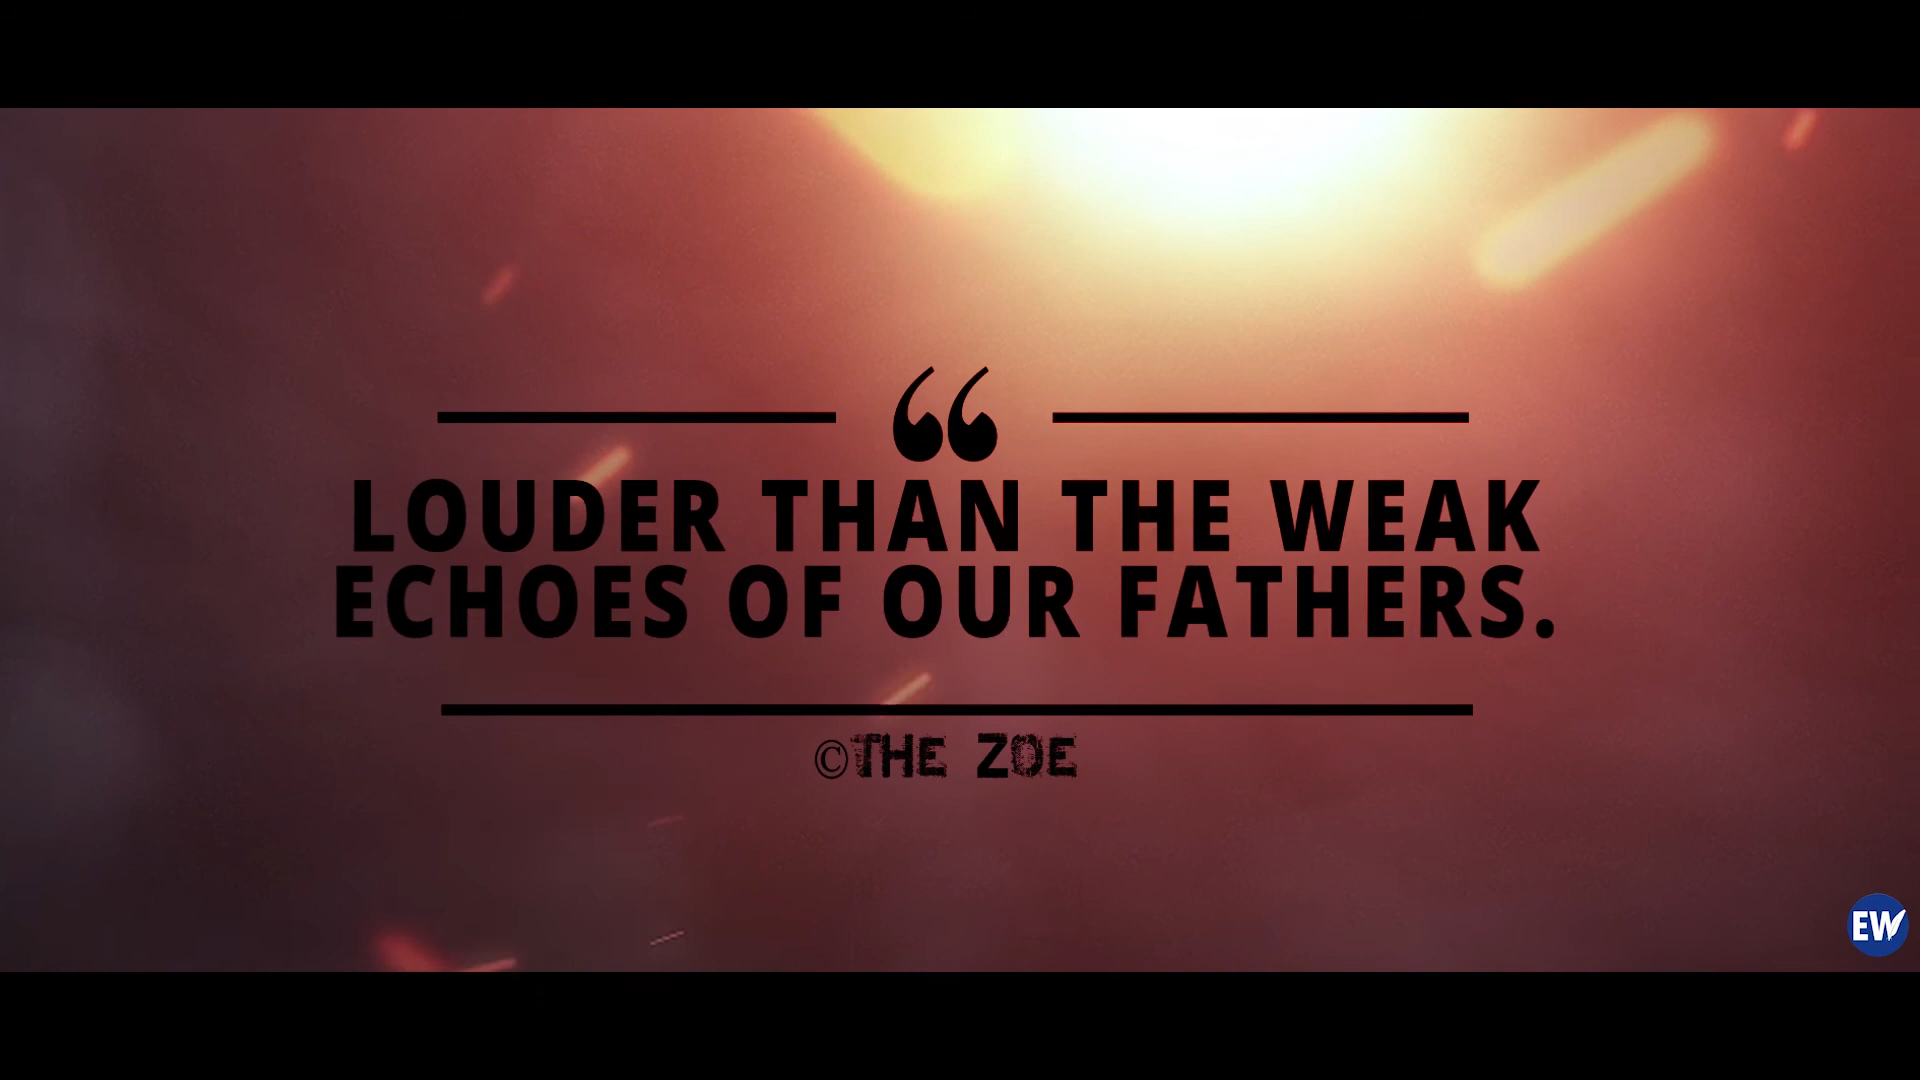 “
LOUDER THAN THE WEAK
ECHOES OF OUR FATHERS.
©THE ZOE
EW